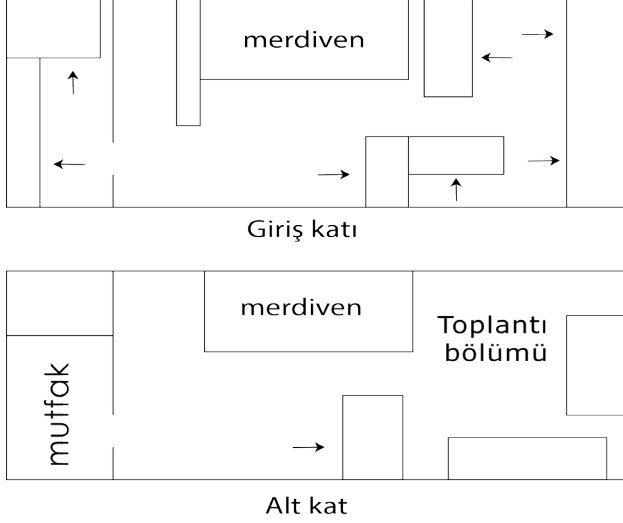 merdiven
Giriş katı
merdiven
Toplantı
bölümü
mutfak
Alt kat